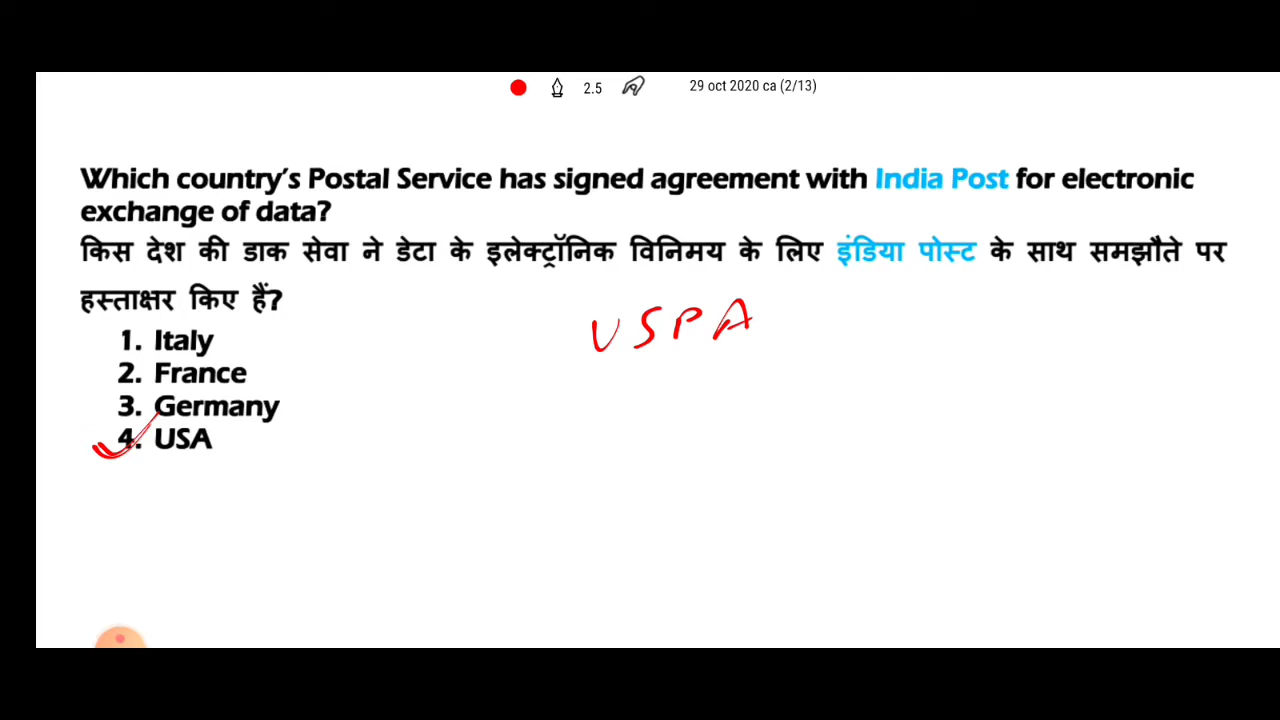 2.5 29 oct 2020 ca (2/13)
Which country's Postal Service has signed agreement with India Post for electronic
exchange of data?
किस देश की डाक सेवा ने डेटा के इलेक्ट्रॉनिक विनिमय के लिए इंडिया पोस्ट के साथ समझौते पर
हस्ताक्षर किए हैं?
USPA
1. Italy
2. France
3. Germany
4. USA